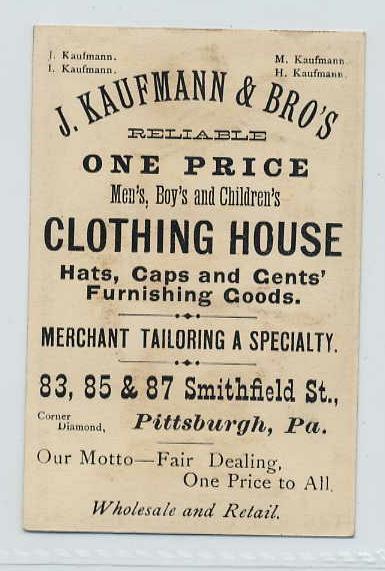 J. Kaufmann. M. Kaufmann.
I. Kaufmann. H. Kaufmann.
J. KAUFMANN & BRO'S
RELIABLE
ONE PRICE
Men's, Boy's and Children's
CLOTHING HOUSE
Hats, Caps and Gents'
Furnishing Goods.
MERCHANT TAILORING A SPECIALTY.
83, 85 & 87 Smithfield St.,
Corner Diamond, Pittsburgh, Pa.
Our Motto—Fair Dealing,
One Price to All.
Wholesale and Retail.